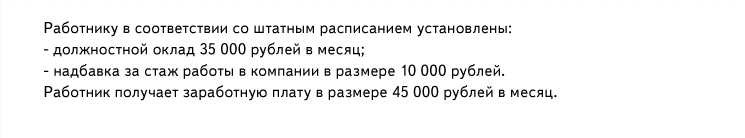 Работнику в соответствии со штатным расписанием установлены:
- должностной оклад 35 000 рублей в месяц;
- надбавка за стаж работы в компании в размере 10 000 рублей.
Работник получает заработную плату в размере 45 000 рублей в месяц.